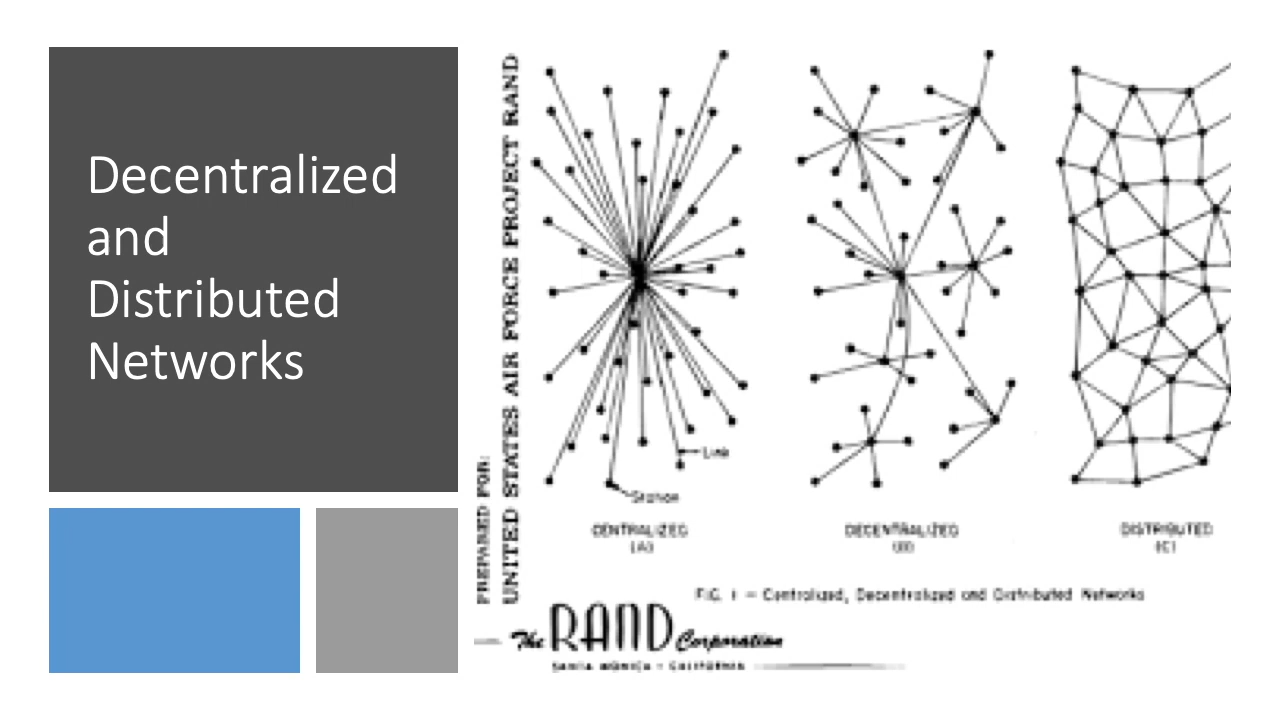 Decentralized
and
Distributed
Networks
PREPARED FOR:
UNITED STATES AIR FORCE PROJECT RAND
Link
Station
CENTRALIZED
(A)
DECENTRALIZED
(B)
DISTRIBUTED
(C)
FIG. 1 — Centralized, Decentralized and Distributed Networks
The RAND Corporation
SANTA MONICA • CALIFORNIA